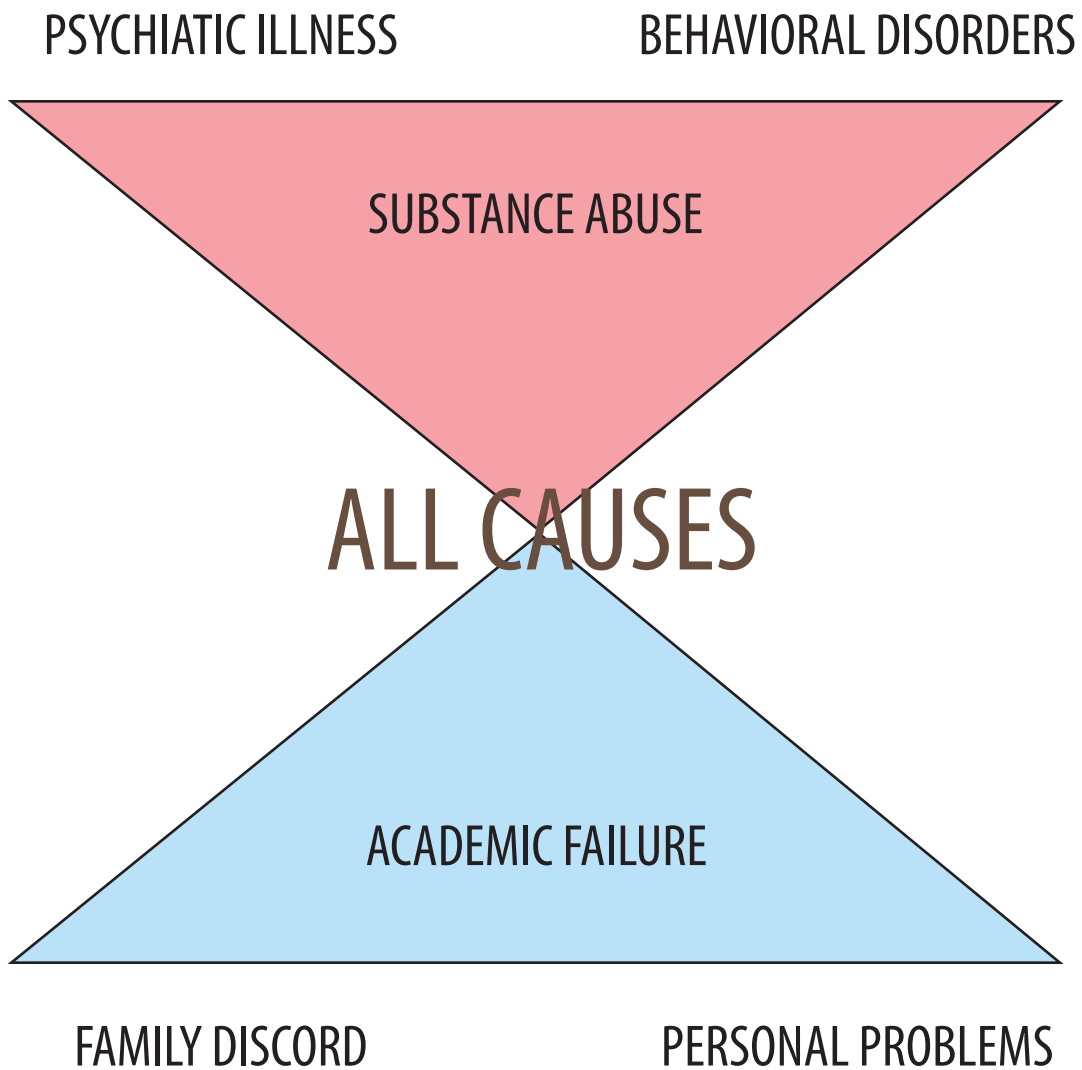 PSYCHIATIC ILLNESS
BEHAVIORAL DISORDERS
SUBSTANCE ABUSE
ALL CAUSES
ACADEMIC FAILURE
FAMILY DISCORD
PERSONAL PROBLEMS